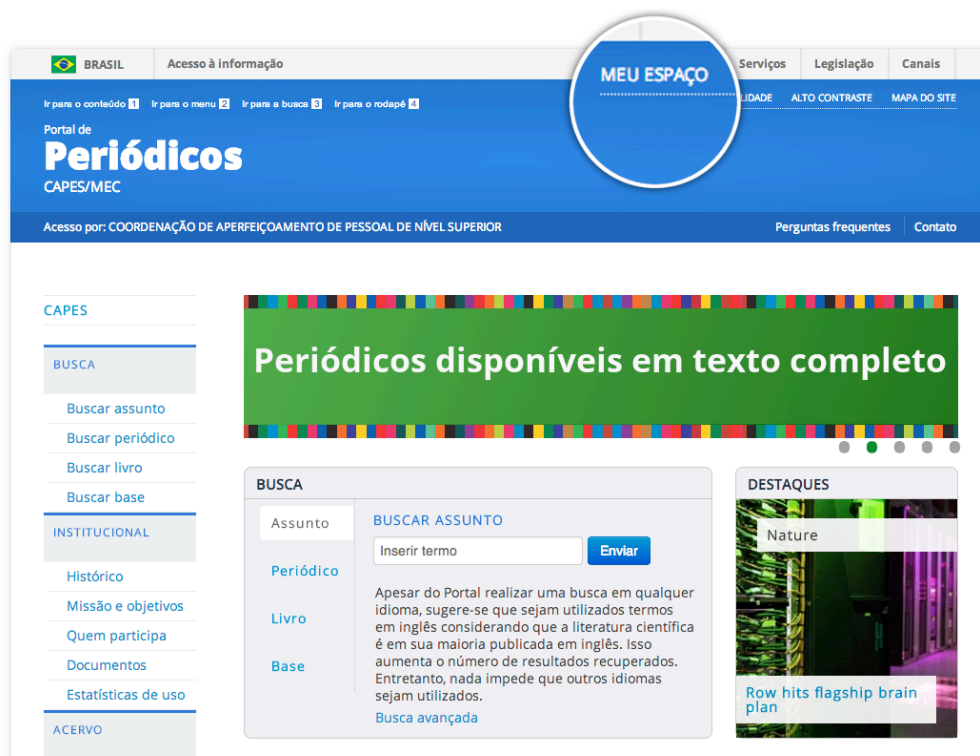 BRASIL
Acesso à informação
MEU ESPAÇO
Serviços
Legislação
Canais
Ir para o conteúdo 1
Ir para o menu 2
Ir para a busca 3
Ir para o rodapé 4
ALTO CONTRASTE
MAPA DO SITE
Portal de
Periódicos
CAPES/MEC
Acesso por: COORDENAÇÃO DE APERFEIÇOAMENTO DE PESSOAL DE NÍVEL SUPERIOR
Perguntas frequentes
Contato
CAPES
BUSCA
Buscar assunto
Buscar periódico
Buscar livro
Buscar base
INSTITUCIONAL
Histórico
Missão e objetivos
Quem participa
Documentos
Estatísticas de uso
ACERVO
Periódicos disponíveis em texto completo
BUSCA
Assunto
Periódico
Livro
Base
BUSCAR ASSUNTO
Inserir termo
Enviar
Apesar do Portal realizar uma busca em qualquer
idioma, sugere-se que sejam utilizados termos
em inglês considerando que a literatura científica
é em sua maioria publicada em inglês. Isso
aumenta o número de resultados recuperados.
Entretanto, nada impede que outros idiomas
sejam utilizados.
Busca avançada
DESTAQUES
Nature
Row hits flagship brain
plan